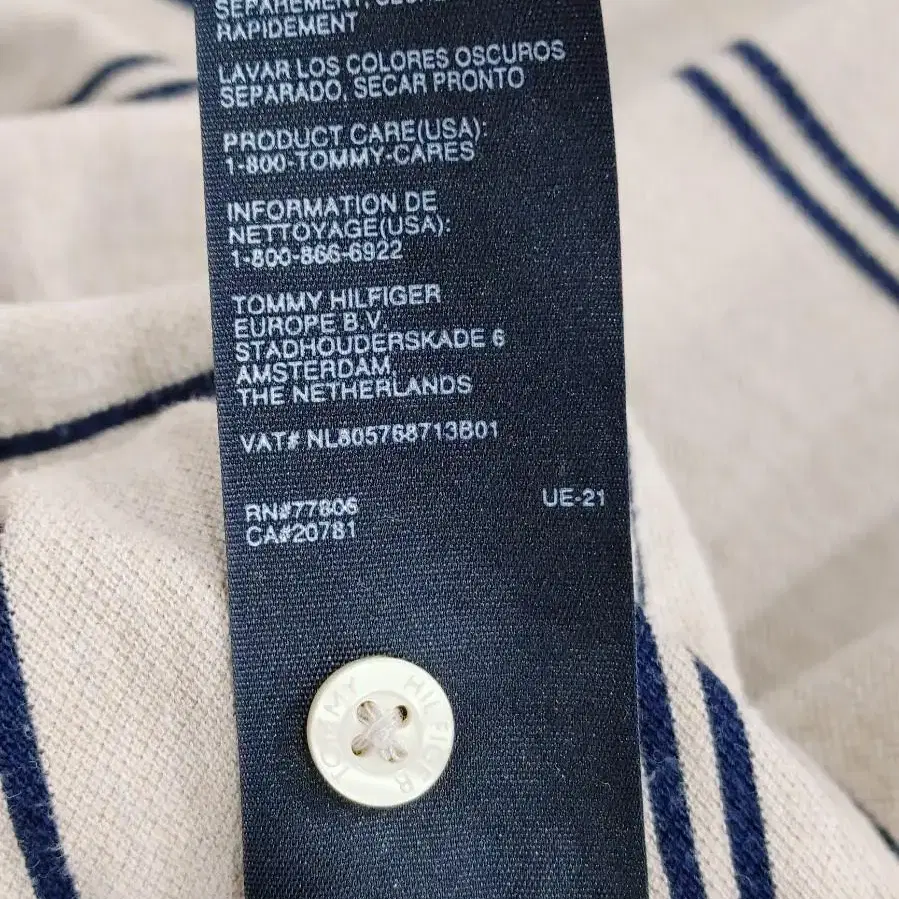 SÉPARÉMENT,
RAPIDEMENT
LAVAR LOS COLORES OSCUROS
SEPARADO, SECAR PRONTO
PRODUCT CARE(USA):
1-800-TOMMY-CARES
INFORMATION DE
NETTOYAGE(USA):
1-800-866-6922
TOMMY HILFIGER
EUROPE B.V.
STADHOUDERSKADE 6
AMSTERDAM,
THE NETHERLANDS
VAT# NL805768713B01
RN#77806 UE-21
CA#20781
TOMMY HILFIGER